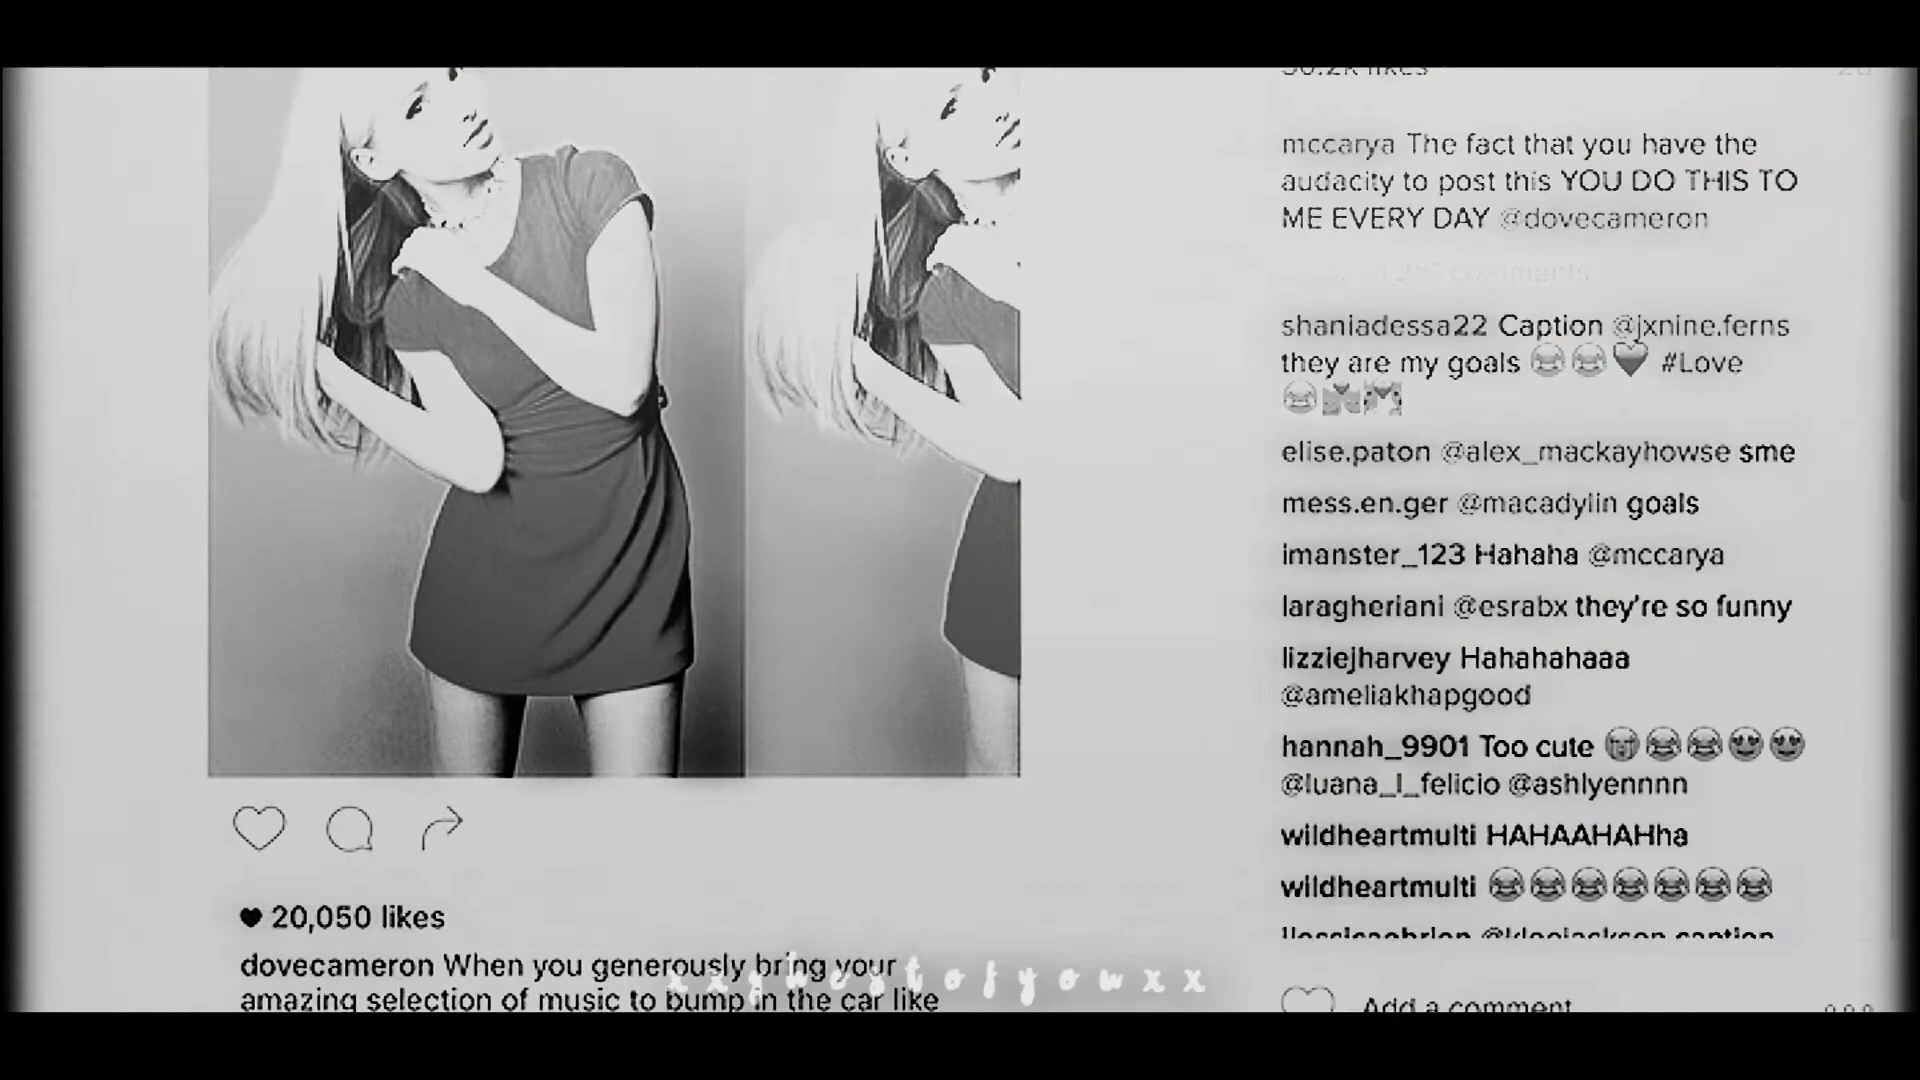 20,050 likes
dovecameron When you generously bring your
amazing selection of music to bump in the car like
xxghostofyouxx
mccarya The fact that you have the
audacity to post this YOU DO THIS TO
ME EVERY DAY @dovecameron
comments
shaniadessa22 Caption @jxnine.ferns
they are my goals 😂😂❤ #Love
elise.paton @alex_mackayhowse sme
mess.en.ger @macadylin goals
imanster_123 Hahaha @mccarya
laragheriani @esrabx they're so funny
lizziejharvey Hahahahaaa
@ameliakhapgood
hannah_9901 Too cute 😭😂😂😍😍
@luana_l_felicio @ashlyennnn
wildheartmulti HAHAAHAHha
wildheartmulti 😂😂😂😂😂😂😂
caption
Add a comment